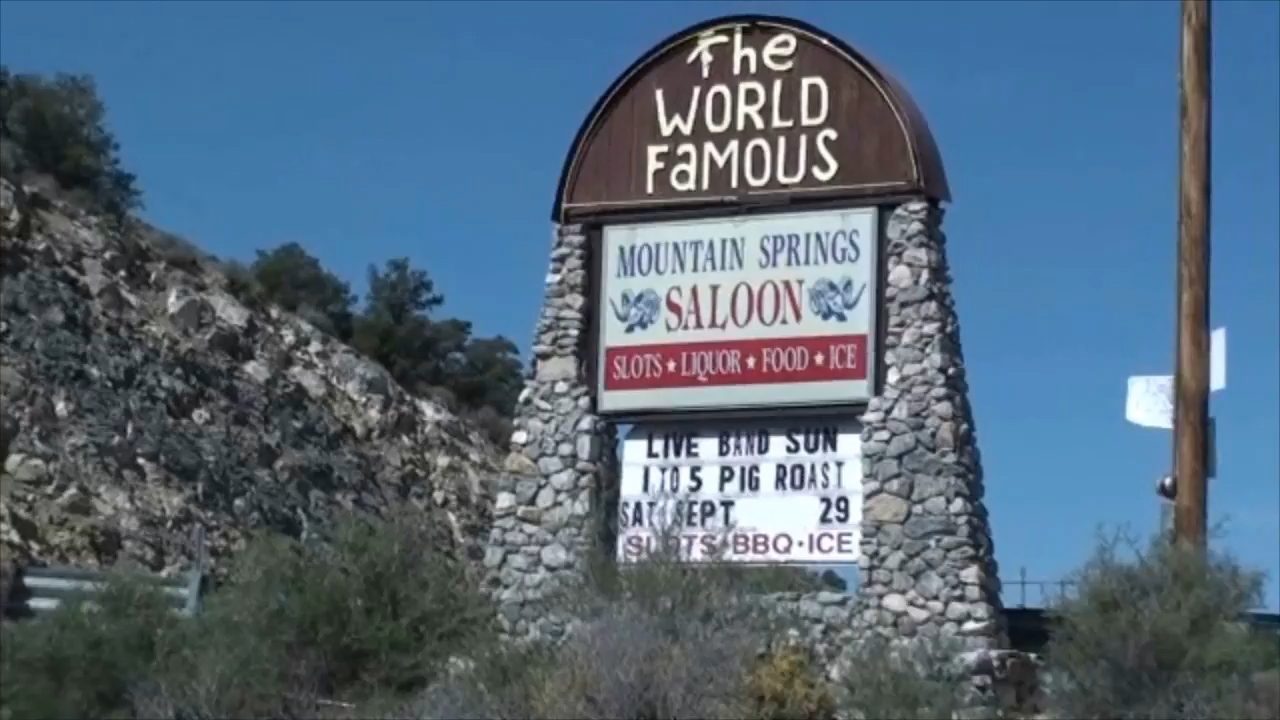 The
WORLD
FaMOUS
MOUNTAIN SPRINGS
SALOON
SLOTS ★ LIQUOR ★ FOOD ★ ICE
LIVE BAND SUN
1 TO 5 PIG ROAST
SAT SEPT 29
SLOTS·BBQ·ICE